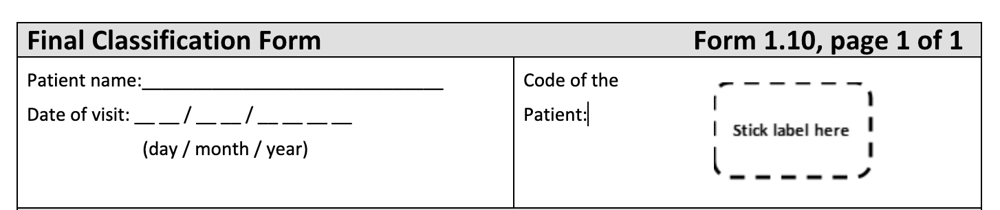 Final Classification Form Form 1.10, page 1 of 1
Patient name:______________________________
Date of visit: __ __ / __ __ / __ __ __ __
(day / month / year)
Code of the
Patient:
Stick label here